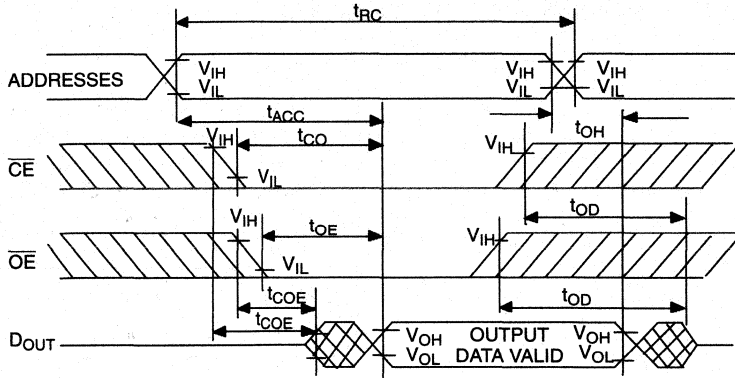 tRC
ADDRESSES
VIH VIH VIH
VIL VIL VIL
tACC tOH
VIH tCO VIH
CE
VIL
tOD
VIH tOE VIH
OE
VIL
tCOE tOD
tCOE
DOUT VOH OUTPUT VOH
VOL DATA VALID VOL